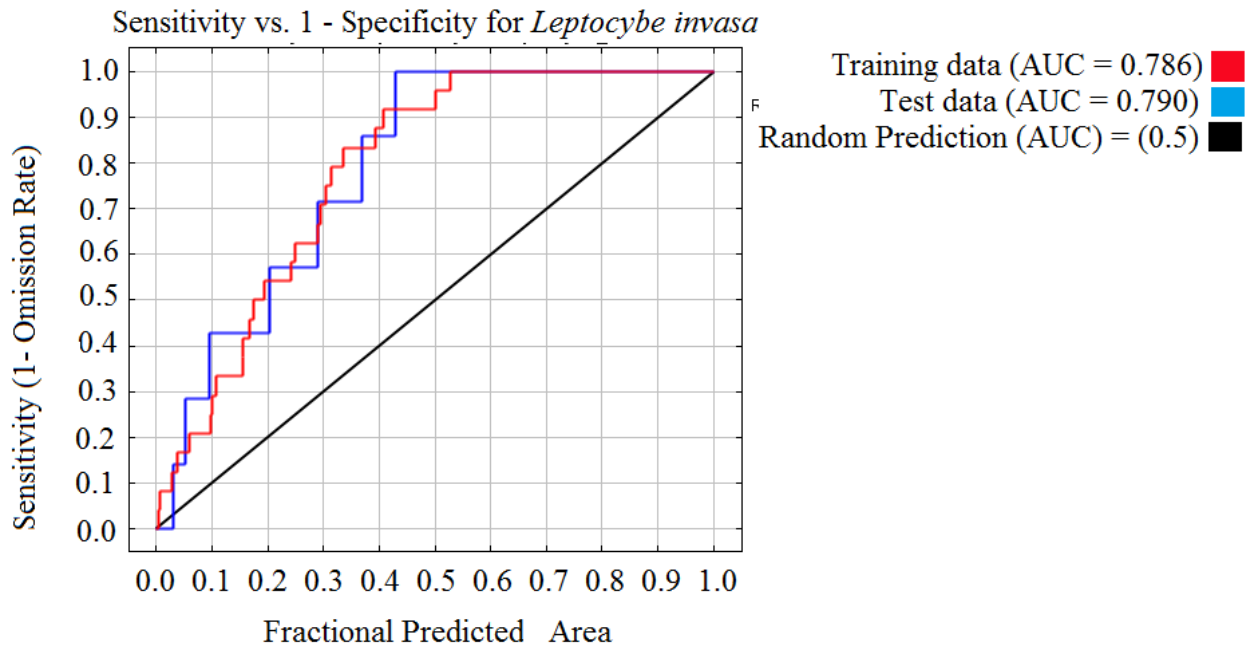 Sensitivity vs. 1 - Specificity for Leptocybe invasa
Training data (AUC = 0.786)
Test data (AUC = 0.790)
Random Prediction (AUC) = (0.5)
Sensitivity (1- Omission Rate)
1.0
0.9
0.8
0.7
0.6
0.5
0.4
0.3
0.2
0.1
0.0
0.0 0.1 0.2 0.3 0.4 0.5 0.6 0.7 0.8 0.9 1.0
Fractional Predicted Area